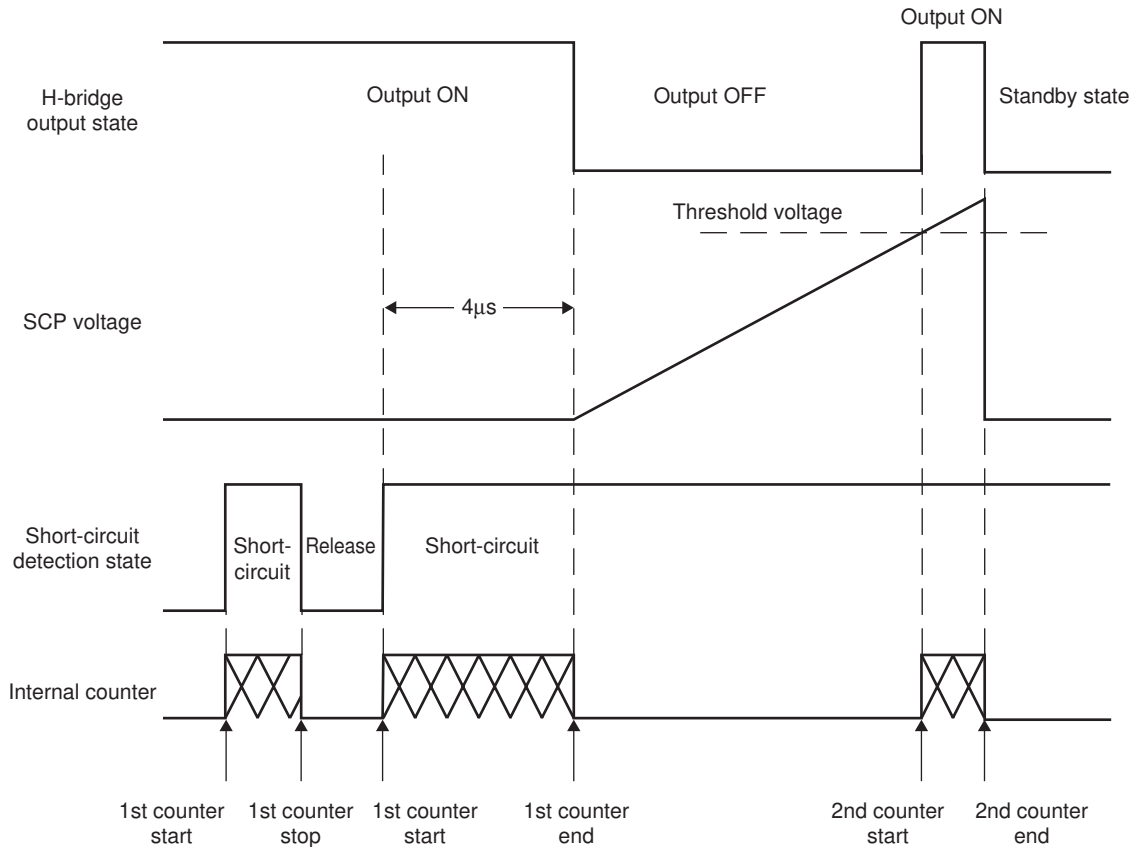 Output ON
H-bridge
output state
Output ON
Output OFF
Standby state
Threshold voltage
SCP voltage
4μs
Short-circuit
detection state
Short-
circuit
Release
Short-circuit
Internal counter
1st counter
start
1st counter
stop
1st counter
start
1st counter
end
2nd counter
start
2nd counter
end